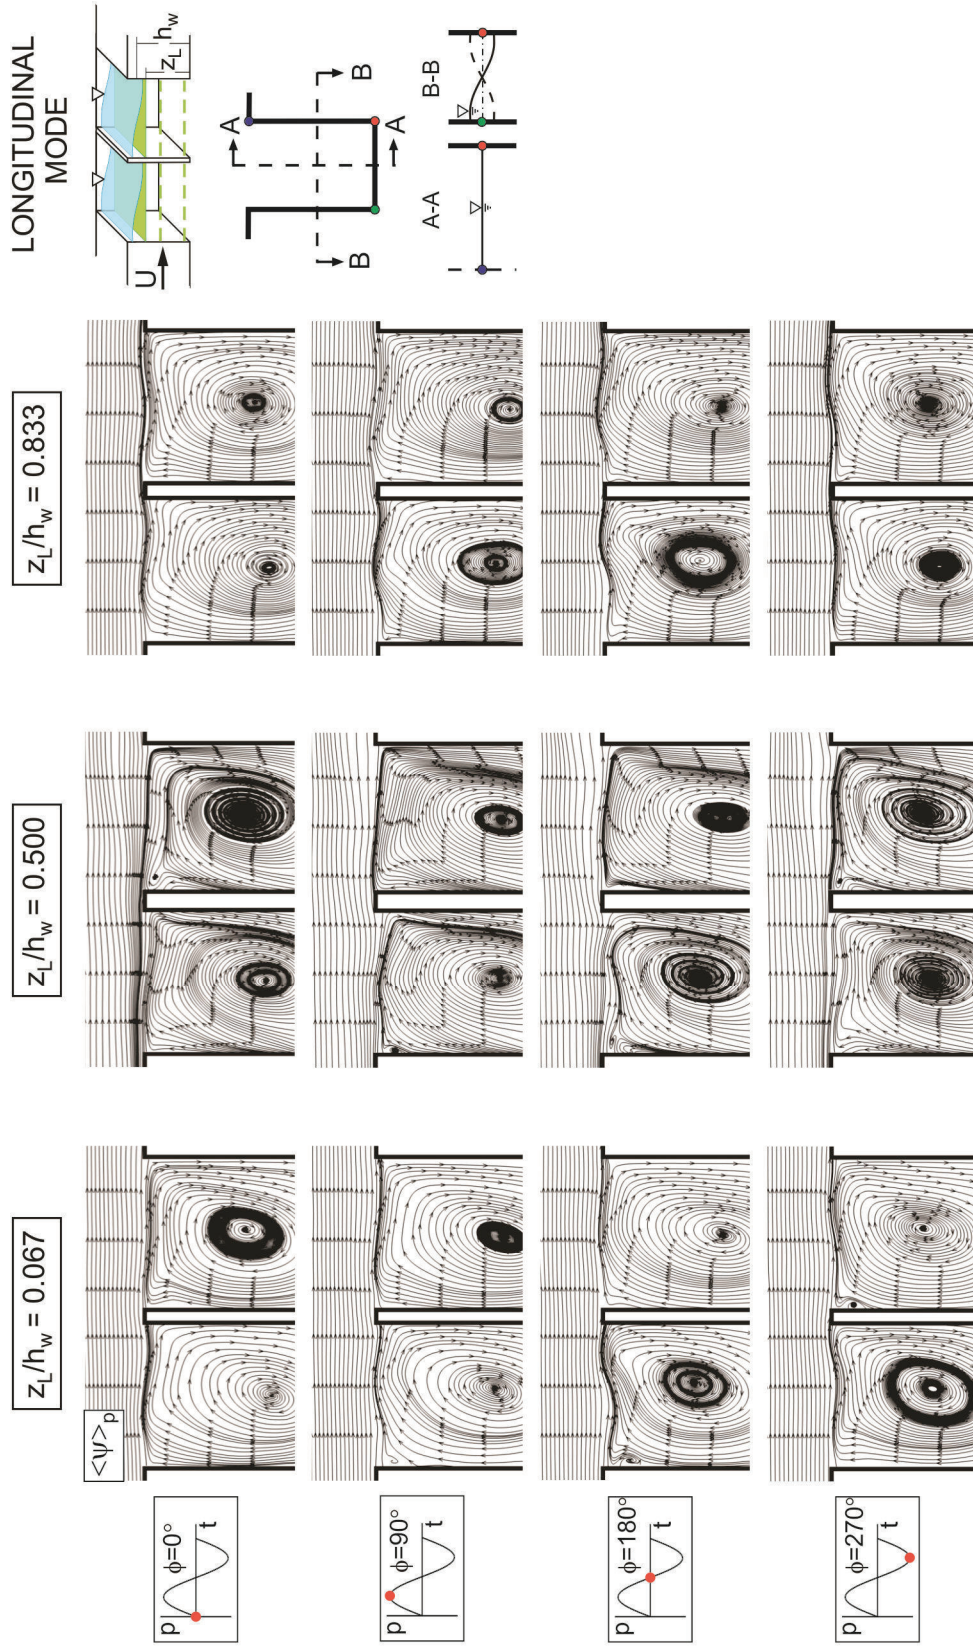 LONGITUDINAL
MODE
U
z_L
h_w
A
A
B
B
A-A
B-B
z_L/h_w = 0.067
z_L/h_w = 0.500
z_L/h_w = 0.833
<ψ>_p
p
ϕ=0°
t
p
ϕ=90°
t
p
ϕ=180°
t
p
ϕ=270°
t